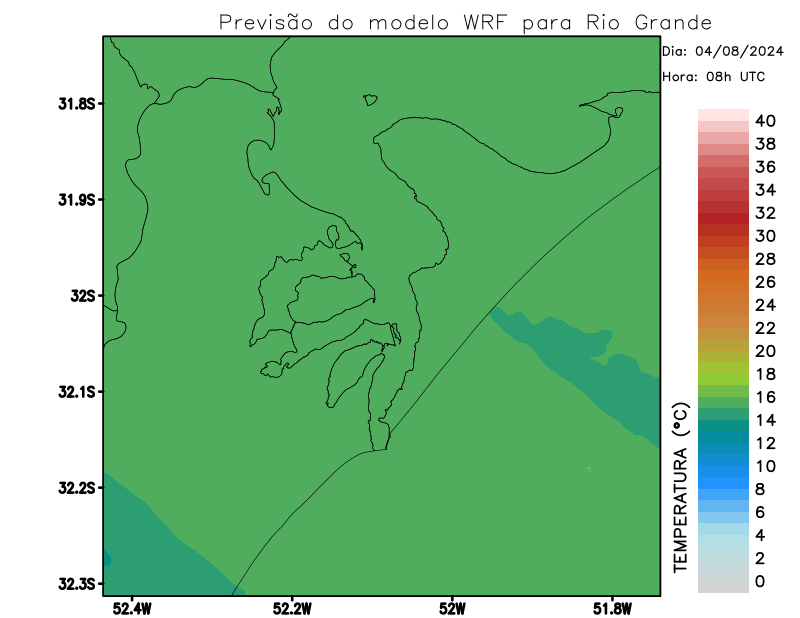 Previsão do modelo WRF para Rio Grande
Dia: 04/08/2024
Hora: 08h UTC
31.8S
31.9S
32S
32.1S
32.2S
32.3S
52.4W
52.2W
52W
51.8W
TEMPERATURA (°C)
40
38
36
34
32
30
28
26
24
22
20
18
16
14
12
10
8
6
4
2
0